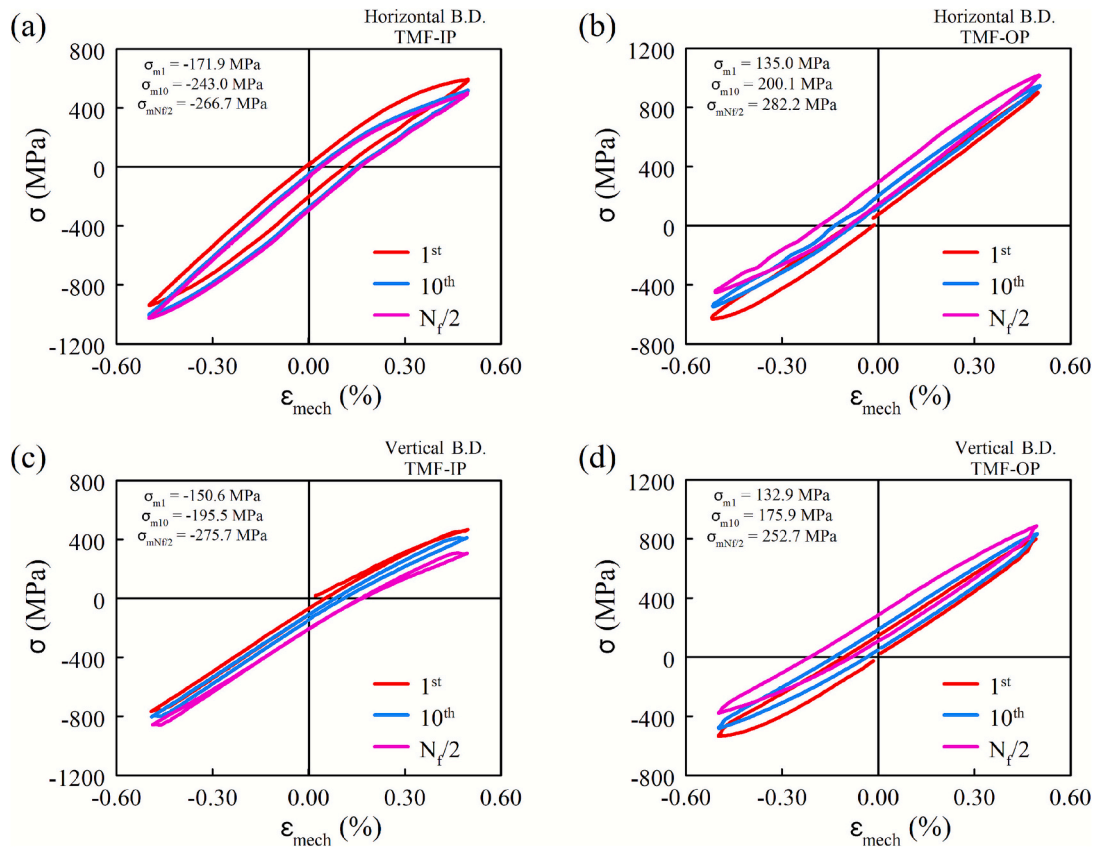 (a)
Horizontal B.D.
TMF-IP
800
400
0
-400
-800
-1200
σ (MPa)
σm1 = -171.9 MPa
σm10 = -243.0 MPa
σmNf/2 = -266.7 MPa
1st
10th
Nf/2
-0.60 -0.30 0.00 0.30 0.60
εmech (%)
(b)
Horizontal B.D.
TMF-OP
1200
800
400
0
-400
-800
σ (MPa)
σm1 = 135.0 MPa
σm10 = 200.1 MPa
σmNf/2 = 282.2 MPa
1st
10th
Nf/2
-0.60 -0.30 0.00 0.30 0.60
εmech (%)
(c)
Vertical B.D.
TMF-IP
800
400
0
-400
-800
-1200
σ (MPa)
σm1 = -150.6 MPa
σm10 = -195.5 MPa
σmNf/2 = -275.7 MPa
1st
10th
Nf/2
-0.60 -0.30 0.00 0.30 0.60
εmech (%)
(d)
Vertical B.D.
TMF-OP
1200
800
400
0
-400
-800
σ (MPa)
σm1 = 132.9 MPa
σm10 = 175.9 MPa
σmNf/2 = 252.7 MPa
1st
10th
Nf/2
-0.60 -0.30 0.00 0.30 0.60
εmech (%)